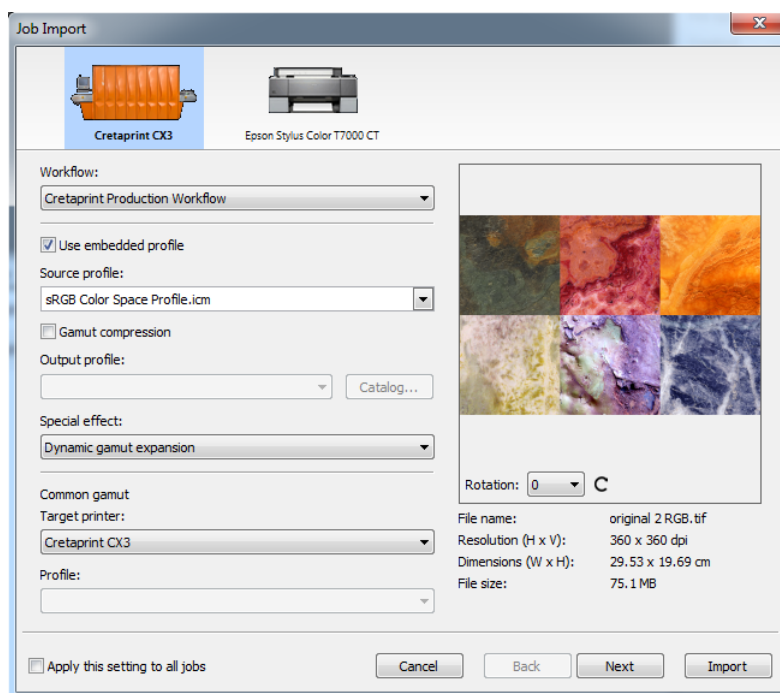 Job Import
Cretaprint CX3
Epson Stylus Color T7000 CT
Workflow:
Cretaprint Production Workflow
Use embedded profile
Source profile:
sRGB Color Space Profile.icm
Gamut compression
Output profile:
Catalog...
Special effect:
Dynamic gamut expansion
Common gamut
Target printer:
Cretaprint CX3
Profile:
Rotation: 0
File name: original 2 RGB.tif
Resolution (H x V): 360 x 360 dpi
Dimensions (W x H): 29.53 x 19.69 cm
File size: 75.1 MB
Apply this setting to all jobs
Cancel
Back
Next
Import